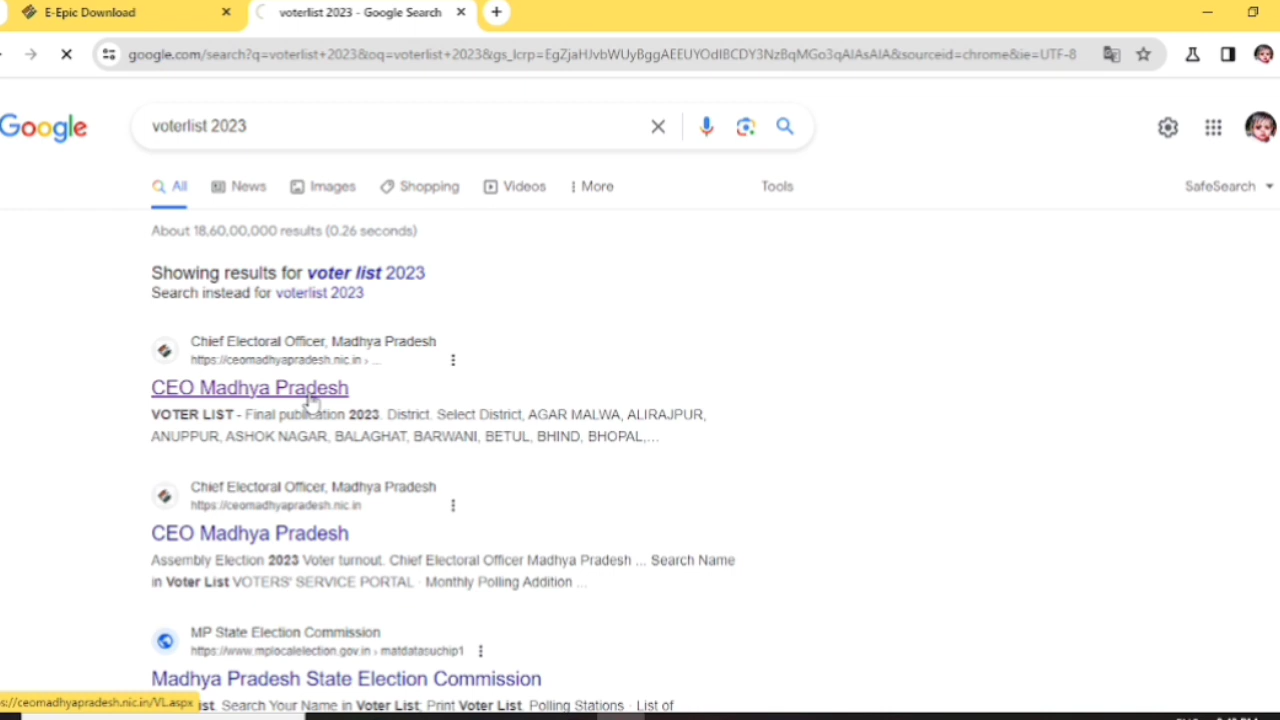 E-Epic Download
voterlist 2023 - Google Search
google.com/search?q=voterlist+2023&oq=voterlist+2023&gs_lcrp=EgZjaHJvbWUyBggAEEUYOdIBCDY3NzBqMGo3qAIAsAIA&sourceid=chrome&ie=UTF-8
Google
voterlist 2023
All News Images Shopping Videos More Tools SafeSearch
About 18,60,00,000 results (0.26 seconds)
Showing results for voter list 2023
Search instead for voterlist 2023
Chief Electoral Officer, Madhya Pradesh
https://ceomadhyapradesh.nic.in › ...
CEO Madhya Pradesh
VOTER LIST - Final publication 2023. District. Select District, AGAR MALWA, ALIRAJPUR,
ANUPPUR, ASHOK NAGAR, BALAGHAT, BARWANI, BETUL, BHIND, BHOPAL,...
Chief Electoral Officer, Madhya Pradesh
https://ceomadhyapradesh.nic.in
CEO Madhya Pradesh
Assembly Election 2023 Voter turnout. Chief Electoral Officer Madhya Pradesh ... Search Name
in Voter List VOTERS' SERVICE PORTAL · Monthly Polling Addition ...
MP State Election Commission
https://www.mplocalelection.gov.in › matdatasuchip1
Madhya Pradesh State Election Commission
ps://ceomadhyapradesh.nic.in/VL.aspx
Search Your Name in Voter List; Print Voter List. Polling Stations · List of